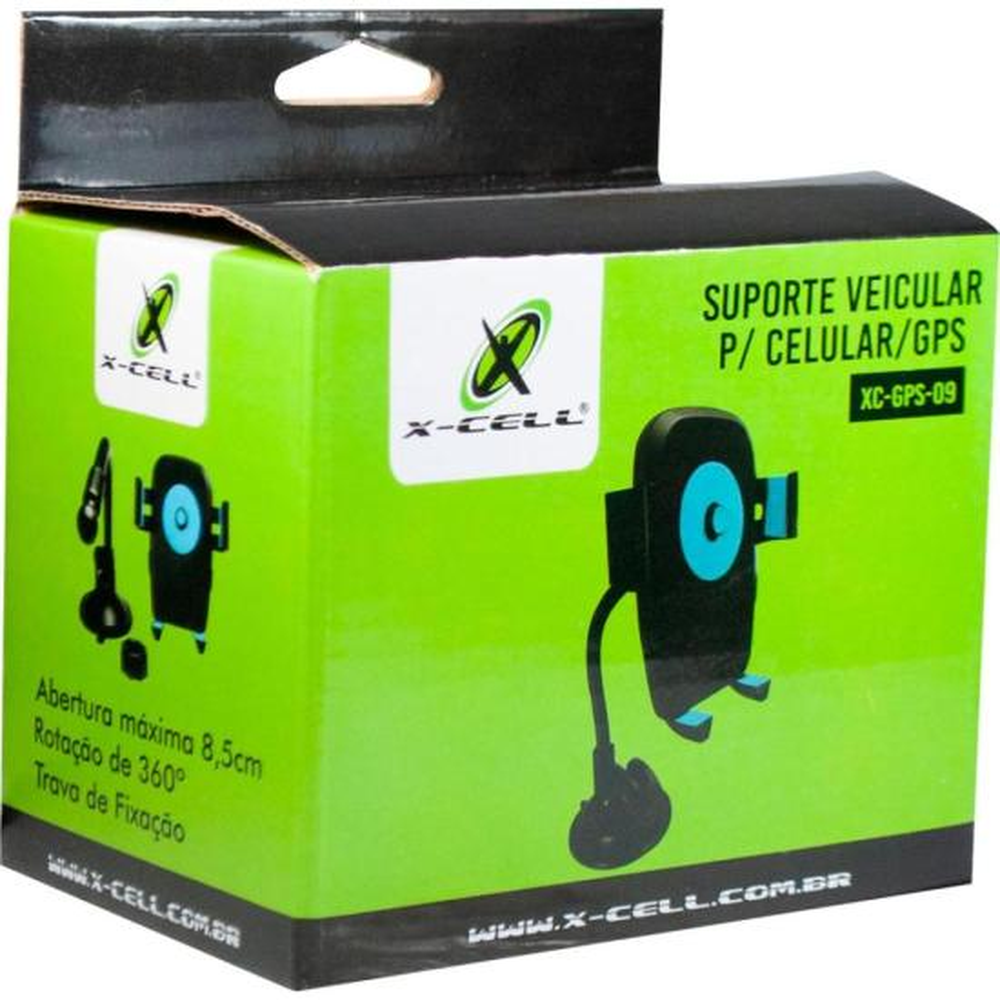 X-CELL®
Abertura máxima 8,5cm
Rotação de 360º
Trava de Fixação
WWW.X-CELL.COM.BR
X-CELL®
SUPORTE VEICULAR
P/ CELULAR/GPS
XC-GPS-09
WWW.X-CELL.COM.BR